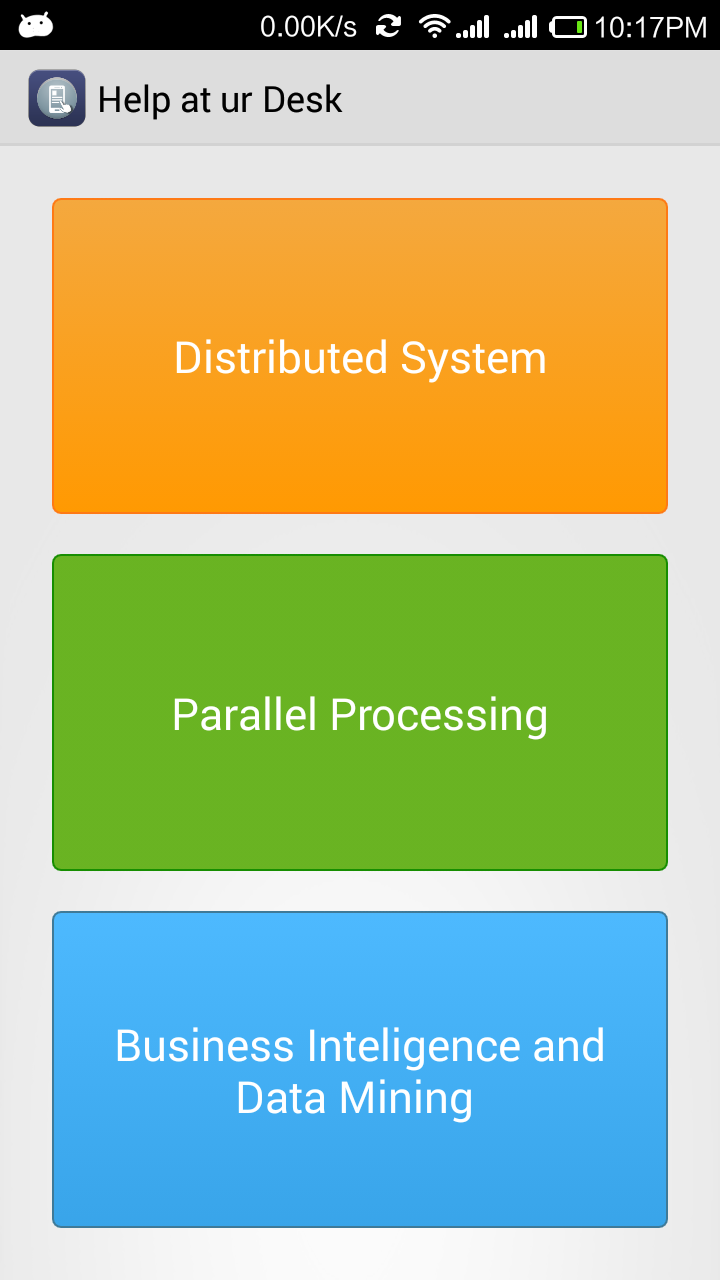 0.00K/s 10:17PM
Help at ur Desk
Distributed System
Parallel Processing
Business Inteligence and
Data Mining